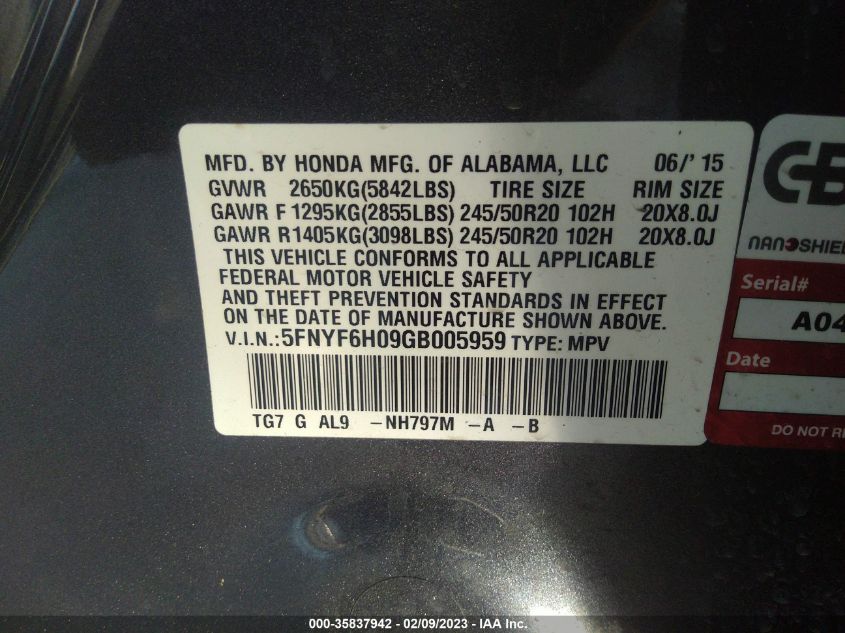 MFD. BY HONDA MFG. OF ALABAMA, LLC 06/' 15
GVWR 2650KG(5842LBS) TIRE SIZE RIM SIZE
GAWR F1295KG(2855LBS) 245/50R20 102H 20X8.0J
GAWR R1405KG(3098LBS) 245/50R20 102H 20X8.0J
THIS VEHICLE CONFORMS TO ALL APPLICABLE
FEDERAL MOTOR VEHICLE SAFETY
AND THEFT PREVENTION STANDARDS IN EFFECT
ON THE DATE OF MANUFACTURE SHOWN ABOVE.
V.I.N.:5FNYF6H09GB005959 TYPE: MPV
TG7 G AL9 -NH797M -A -B
NANOSHIEL
Serial#
A04
Date
DO NOT
000-35837942 - 02/09/2023 - IAA Inc.